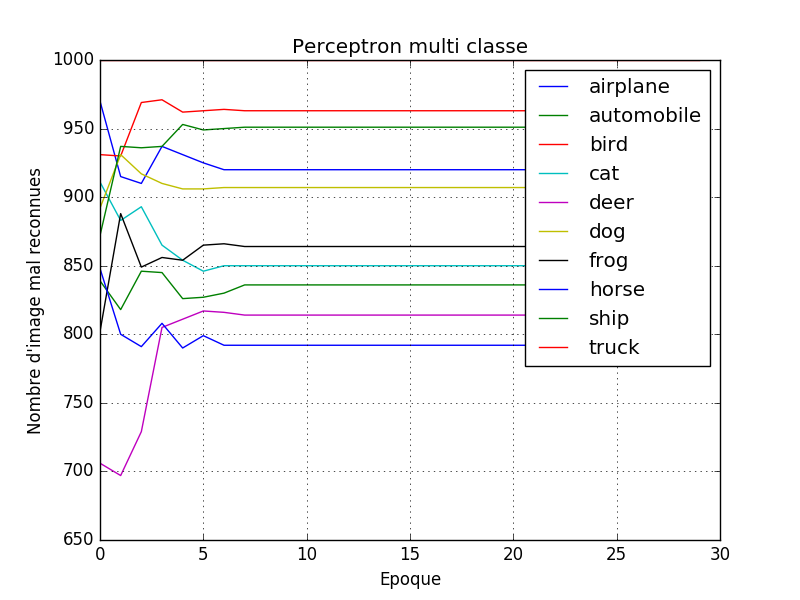 Perceptron multi classe
Nombre d'image mal reconnues
1000
950
900
850
800
750
700
650
0
5
10
15
20
25
30
Epoque
airplane
automobile
bird
cat
deer
dog
frog
horse
ship
truck